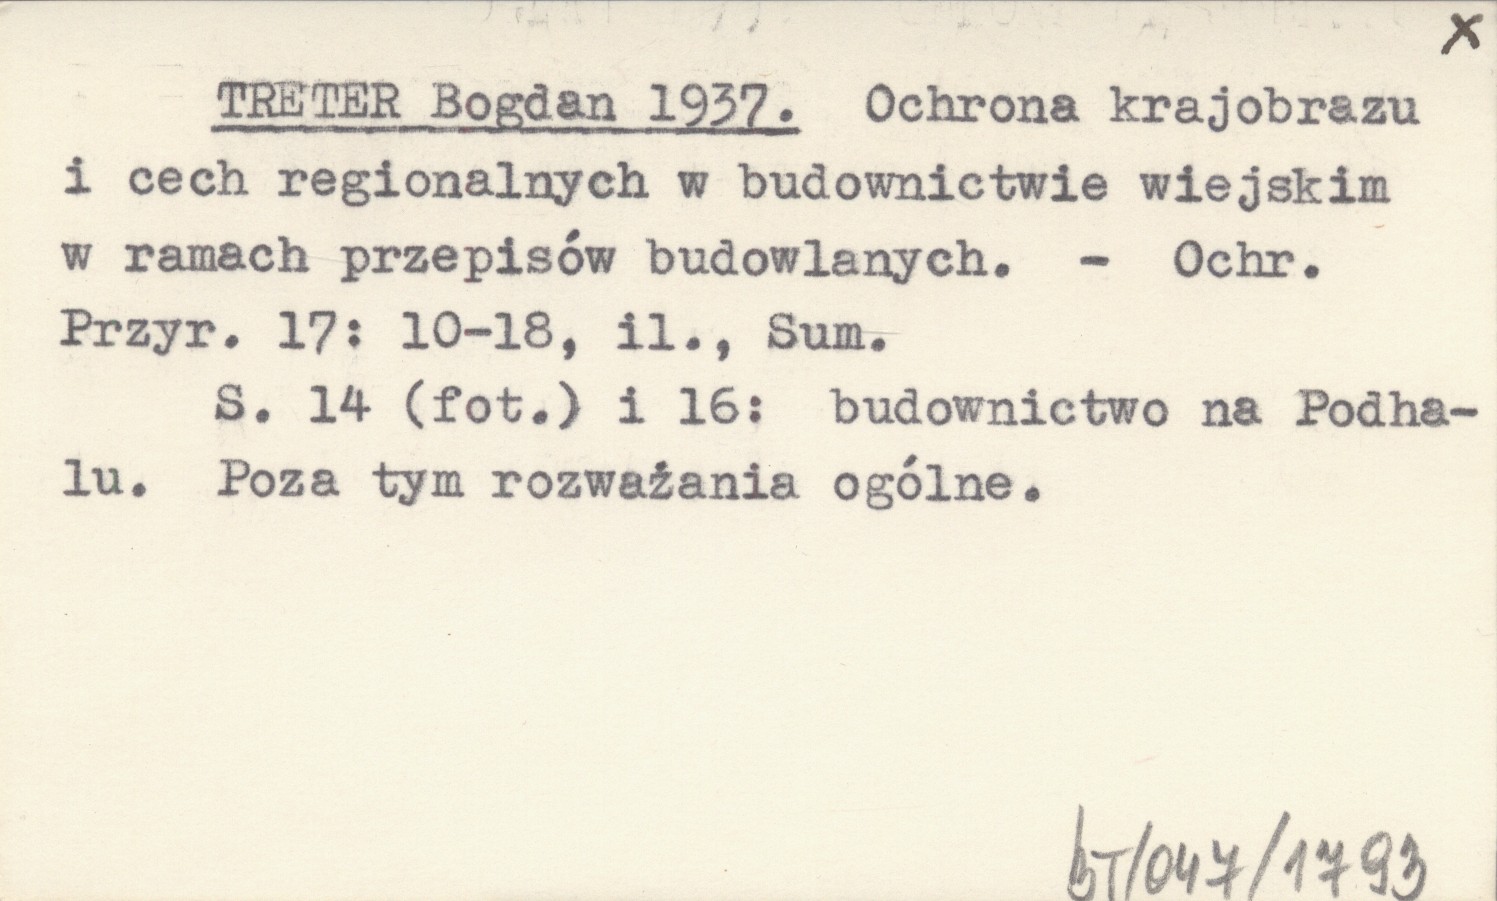 x
TRETER Bogdan 1937. Ochrona krajobrazu
i cech regionalnych w budownictwie wiejskim
w ramach przepisów budowlanych. - Ochr.
Przyr. 17: 10-18, il., Sum.
S. 14 (fot.) i 16: budownictwo na Podha-
lu. Poza tym rozważania ogólne.
bT/047/1793